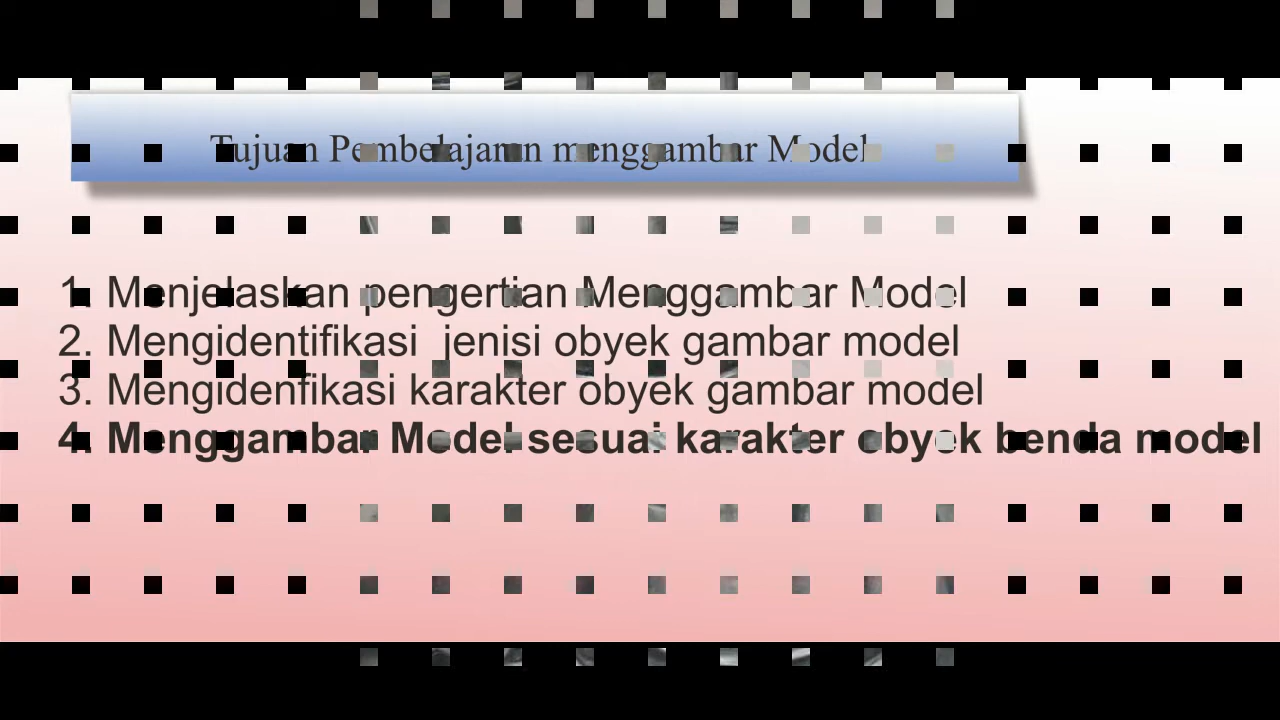 Tujuan Pembelajaran menggambar Model
1. Menjelaskan pengertian Menggambar Model
2. Mengidentifikasi jenisi obyek gambar model
3. Mengidenfikasi karakter obyek gambar model
4. Menggambar Model sesuai karakter obyek benda model